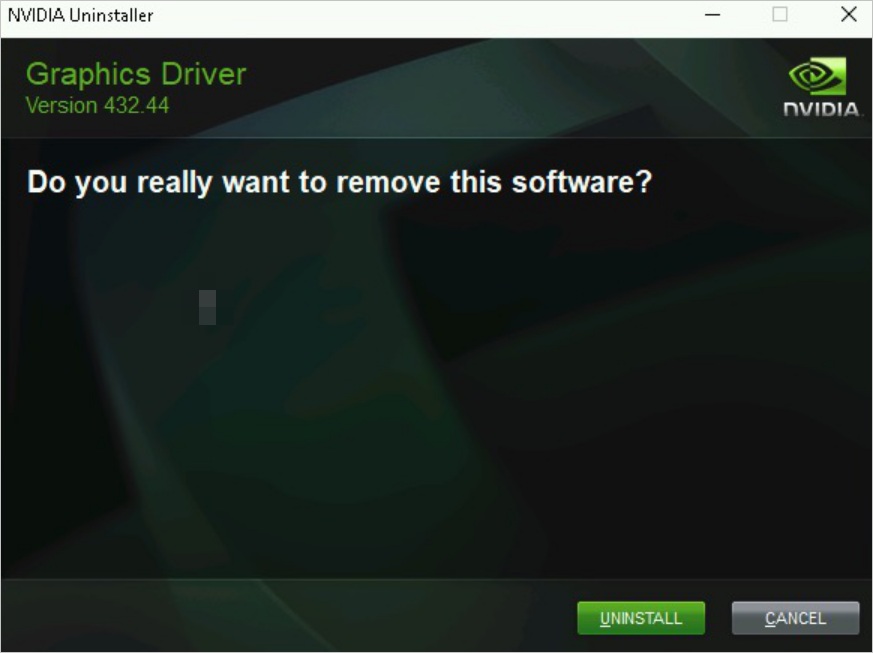 NVIDIA Uninstaller
Graphics Driver
Version 432.44
NVIDIA
Do you really want to remove this software?
UNINSTALL
CANCEL